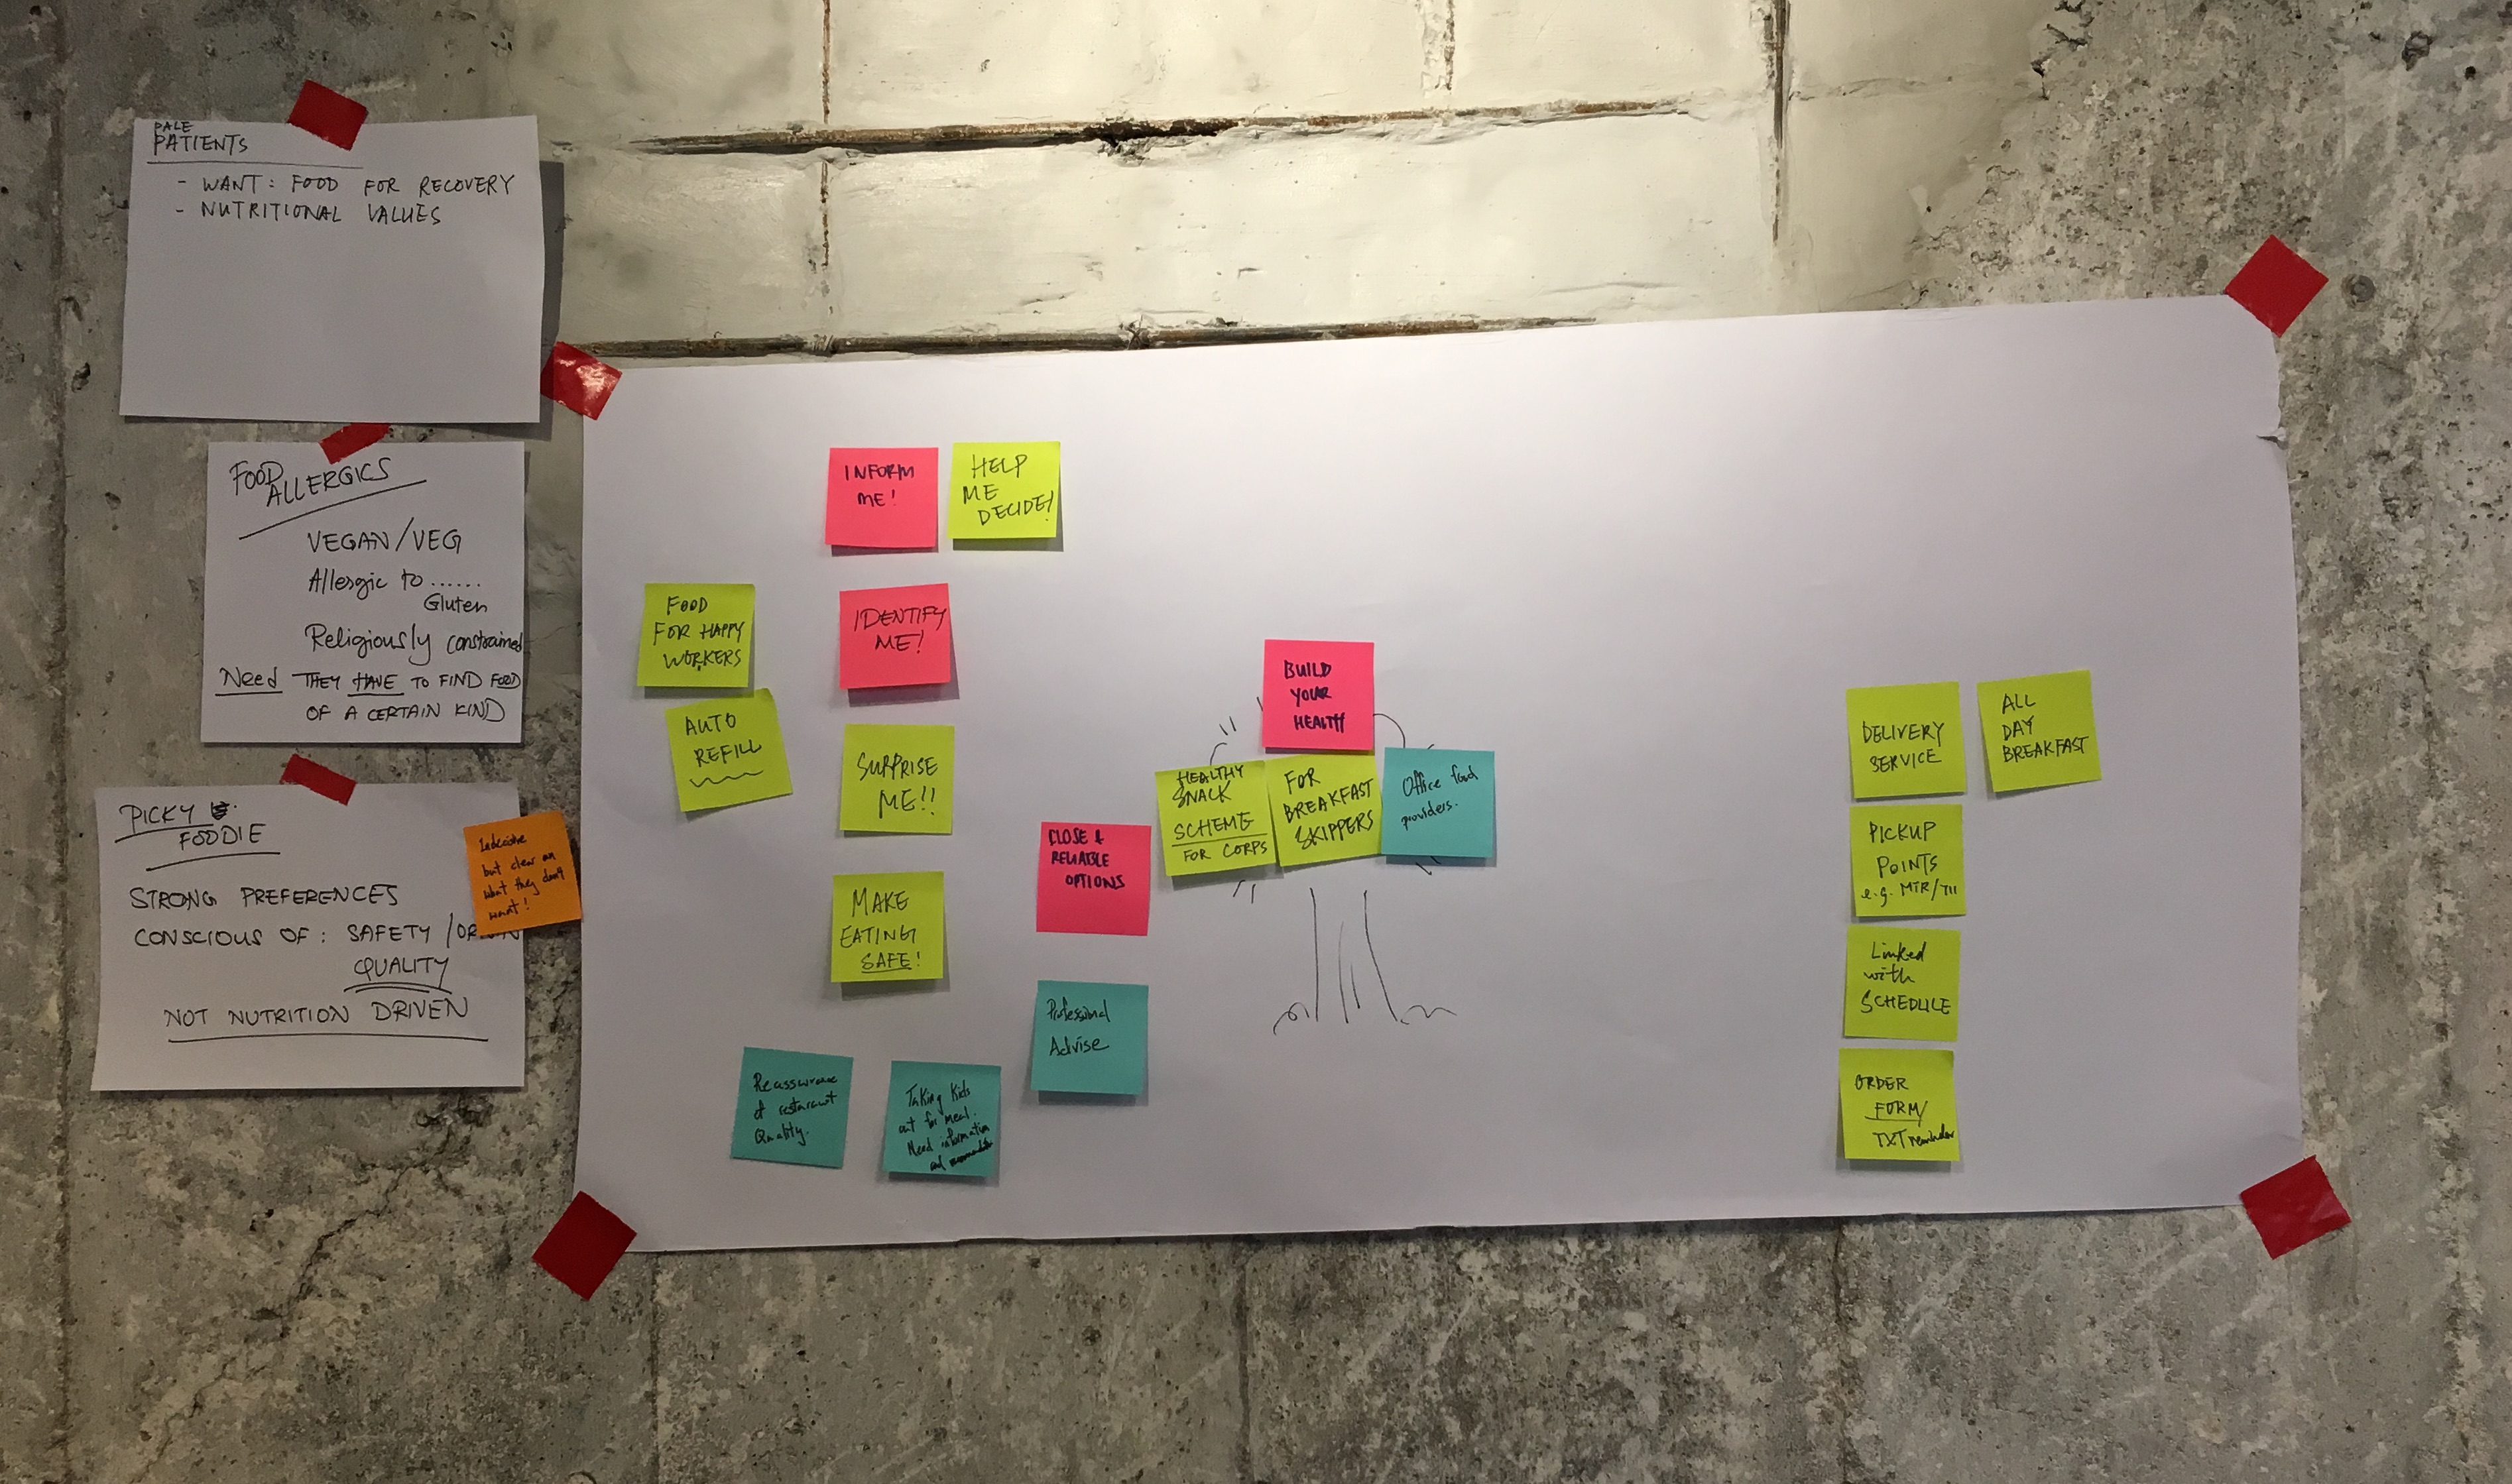 PALE
PATIENTS
- WANT: FOOD FOR RECOVERY
- NUTRITIONAL VALUES
FOOD
ALLERGICS
VEGAN/VEG
Allergic to ......
Gluten
Religiously constrained
Need THEY HAVE TO FIND FOOD
OF A CERTAIN KIND
PICKY
FOODIE
STRONG PREFERENCES
CONSCIOUS OF: SAFETY /
QUALITY
NOT NUTRITION DRIVEN
Indecisive
but clear on
what they don't
want!
FOOD
FOR HAPPY
WORKERS
AUTO
REFILL
INFORM
ME!
HELP
ME
DECIDE!
IDENTIFY
ME!
SURPRISE
ME!!
MAKE
EATING
SAFE!
Reassurance
of restaurant
Quality.
Taking Kids
out for meal.
Need information
and
CLOSE &
RELIABLE
OPTIONS
Professional
Advise
BUILD
YOUR
HEALTH
HEALTHY
SNACK
SCHEME
FOR CORPS
FOR
BREAKFAST
SKIPPERS
Office food
providers.
DELIVERY
SERVICE
ALL
DAY
BREAKFAST
PICKUP
POINTS
e.g. MTR/711
Linked
with
SCHEDULE
ORDER
FORM/
TXT reminder